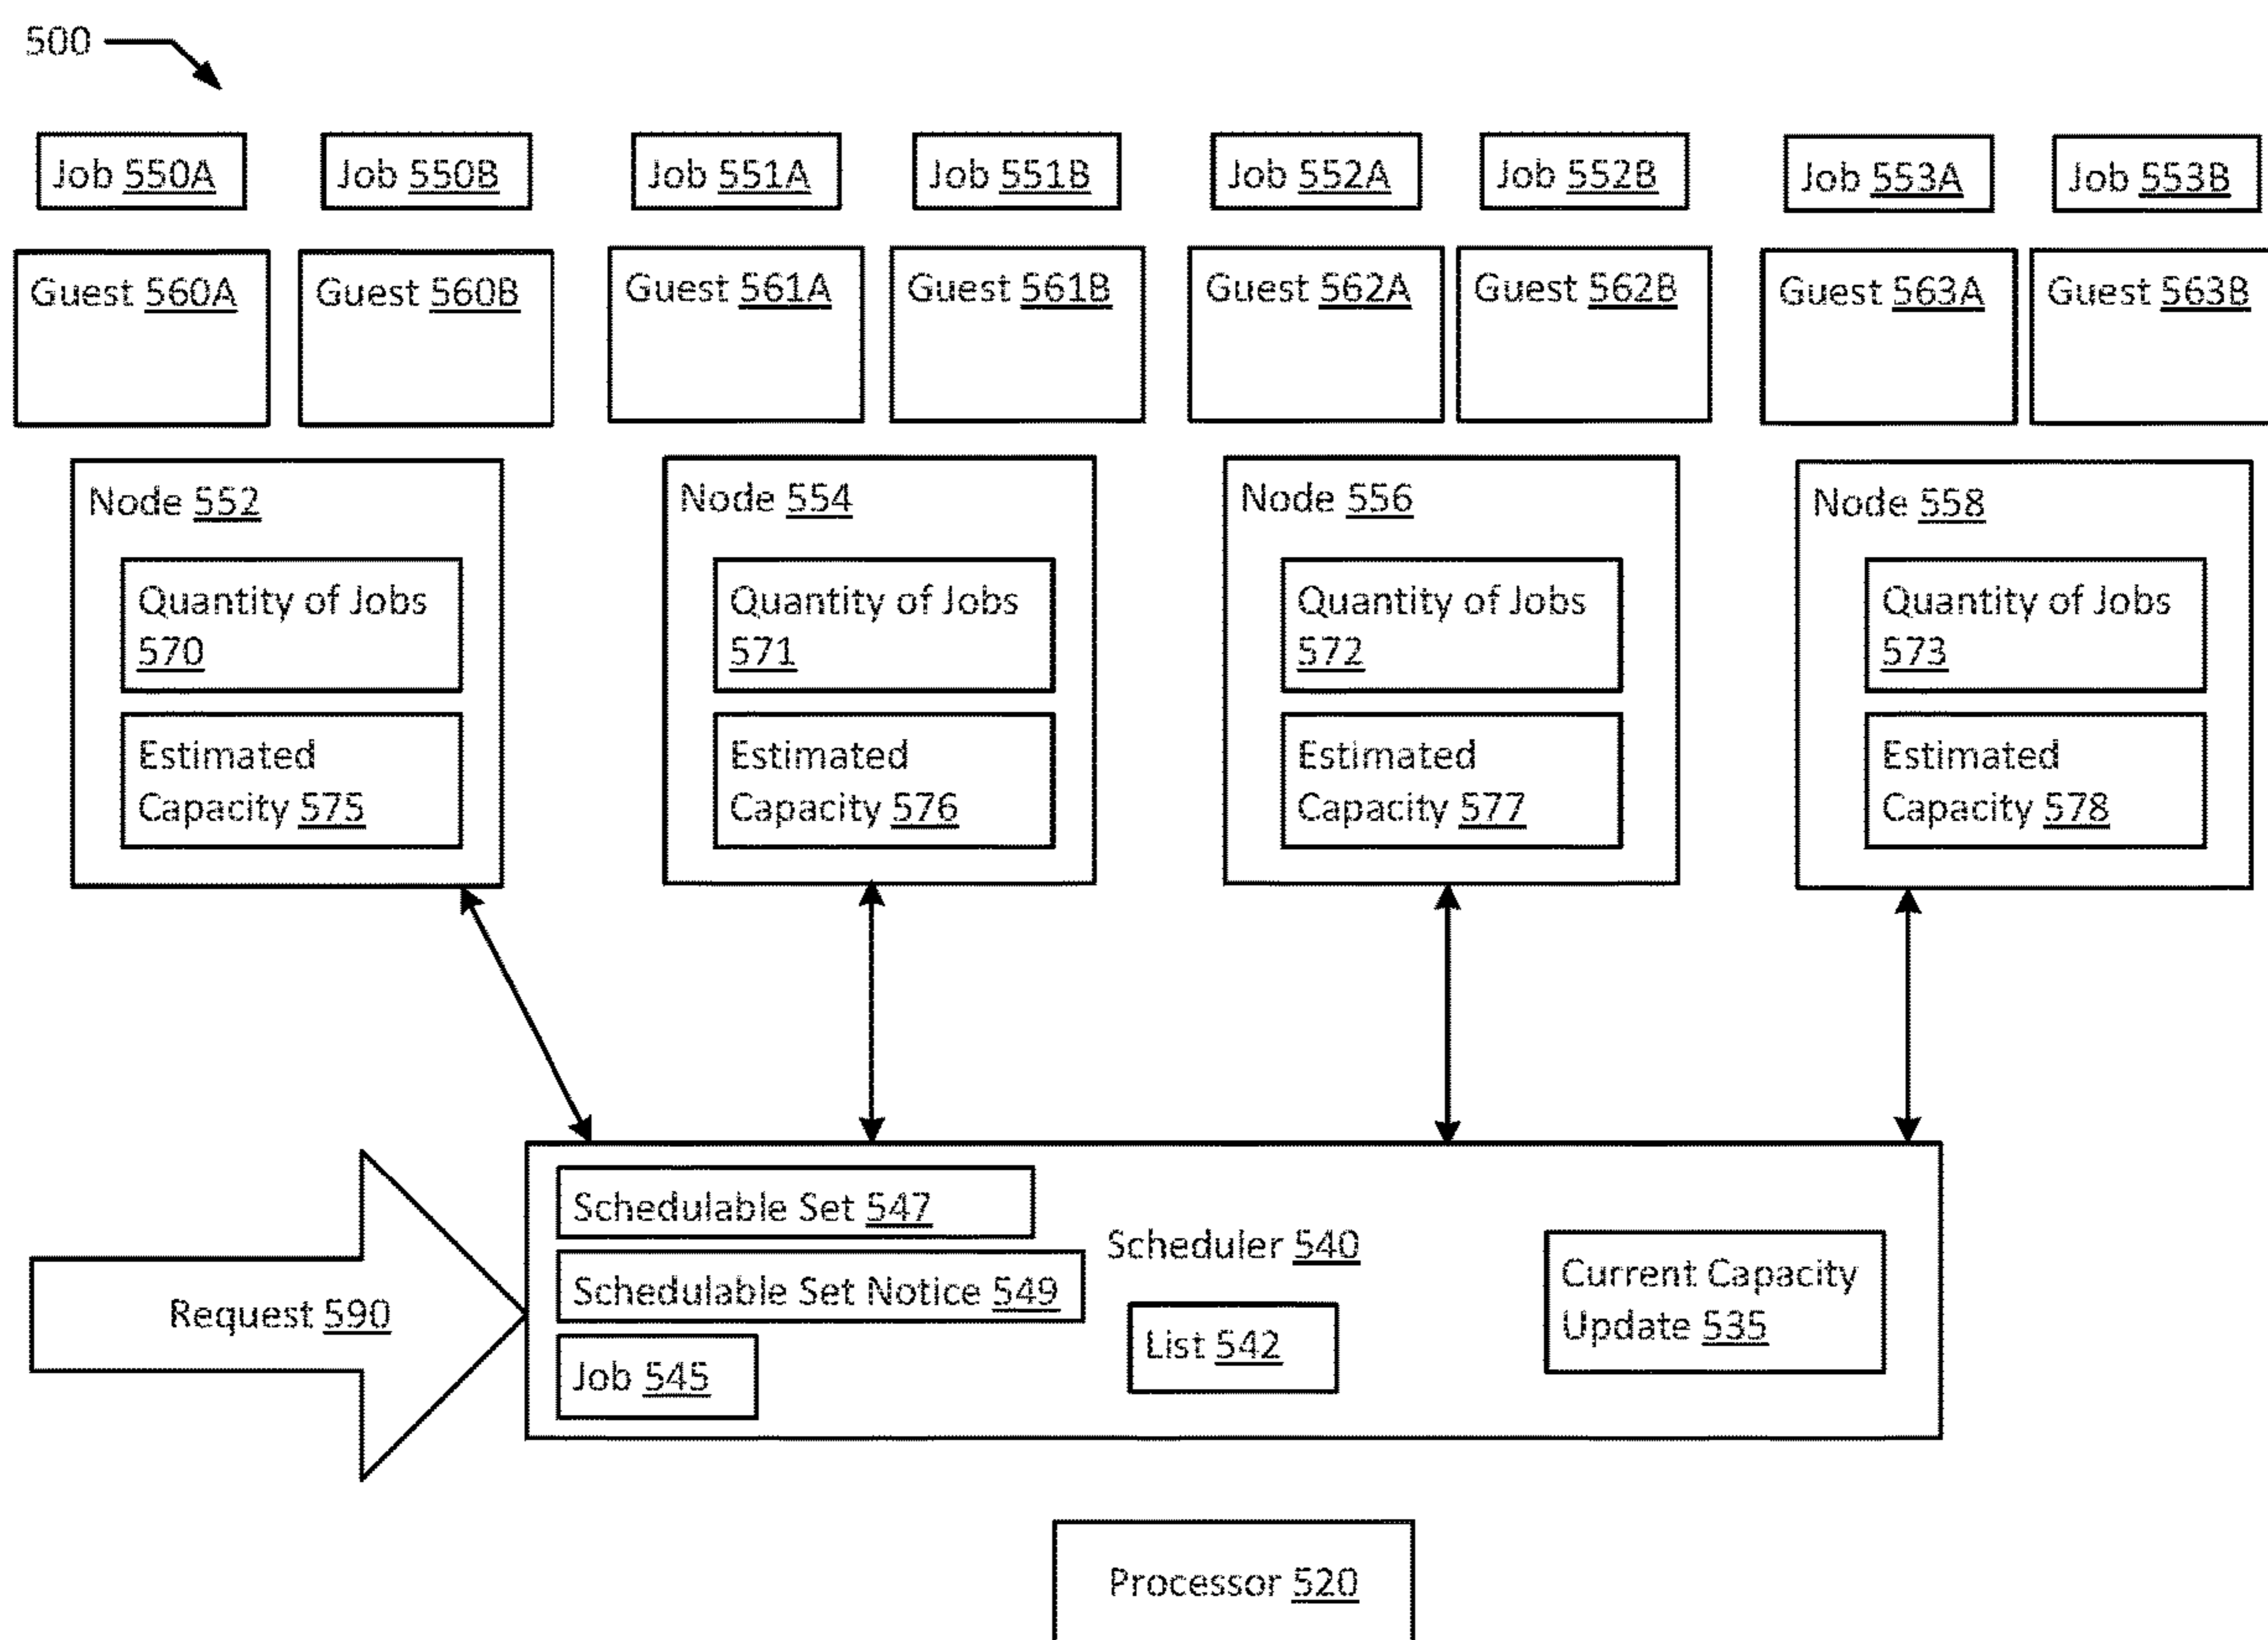 500
Job 550A
Job 550B
Job 551A
Job 551B
Job 552A
Job 552B
Job 553A
Job 553B
Guest 560A
Guest 560B
Guest 561A
Guest 561B
Guest 562A
Guest 562B
Guest 563A
Guest 563B
Node 552
Quantity of Jobs
570
Estimated
Capacity 575
Node 554
Quantity of Jobs
571
Estimated
Capacity 576
Node 556
Quantity of Jobs
572
Estimated
Capacity 577
Node 558
Quantity of Jobs
573
Estimated
Capacity 578
Request 590
Schedulable Set 547
Schedulable Set Notice 549
Job 545
Scheduler 540
List 542
Current Capacity
Update 535
Processor 520